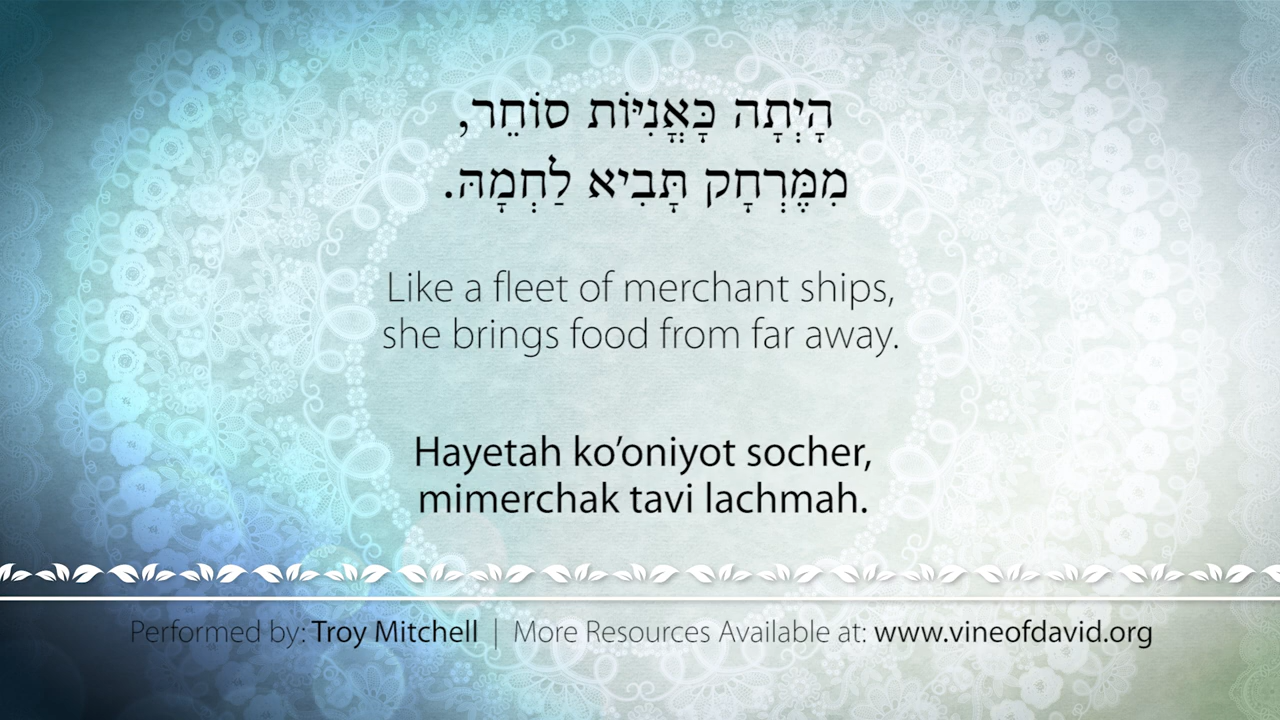 הָיְתָה כָּאֳנִיּוֹת סוֹחֵר,
מִמֶּרְחָק תָּבִיא לַחְמָהּ.
Like a fleet of merchant ships,
she brings food from far away.
Hayetah ko’oniyot socher,
mimerchak tavi lachmah.
Performed by: Troy Mitchell | More Resources Available at: www.vineofdavid.org